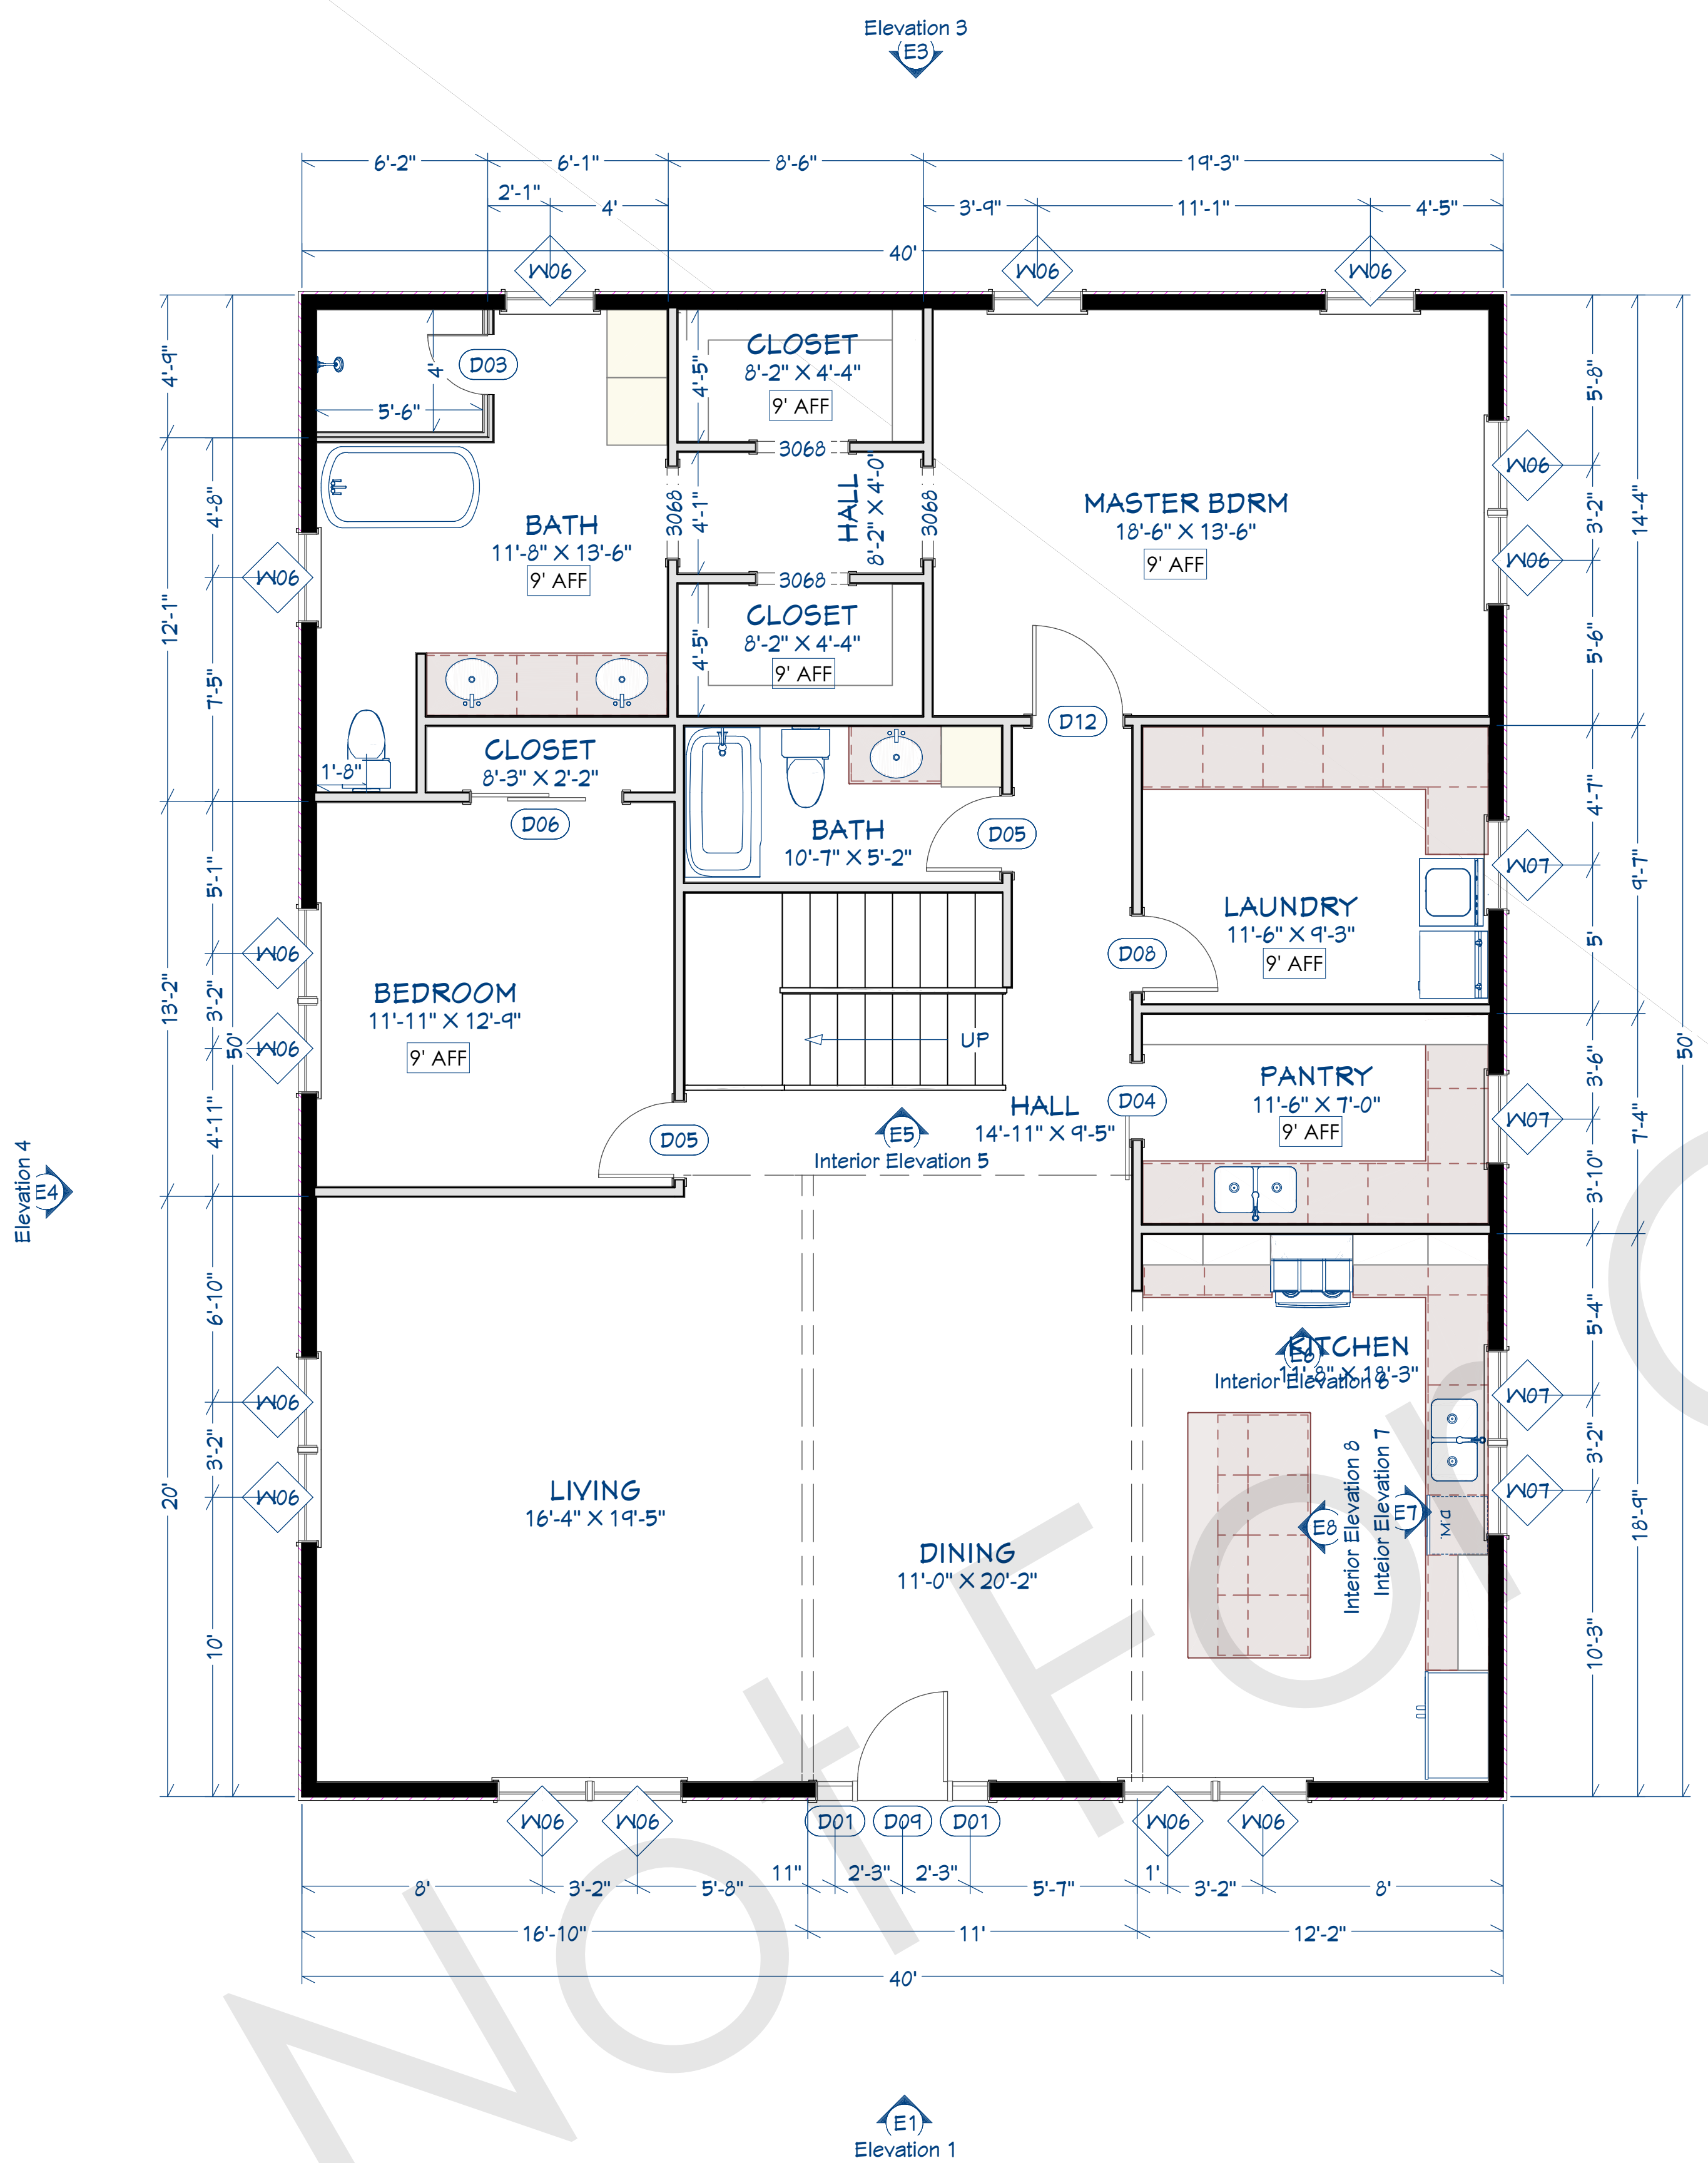 Elevation 3
E3
6'-2" 6'-1" 8'-6" 19'-3"
2'-1" 4' 3'-9" 11'-1" 4'-5"
40'
W06 W06 W06
4'-9"
4'
D03
5'-6"
CLOSET
8'-2" X 4'-4"
9' AFF
4'-5"
3068
5'-8"
4'-8"
12'-1"
W06
BATH
11'-8" X 13'-6"
9' AFF
3068
4'-1"
HALL
8'-2" X 4'-0"
3068
MASTER BDRM
18'-6" X 13'-6"
9' AFF
W06
W06
3'-2"
14'-4"
3068
CLOSET
8'-2" X 4'-4"
9' AFF
4'-5"
5'-6"
7'-5"
1'-8"
CLOSET
8'-3" X 2'-2"
D06
D12
BATH
10'-7" X 5'-2"
D05
4'-7"
W07
9'-7"
5'
LAUNDRY
11'-6" X 9'-3"
9' AFF
D08
5'-1"
W06
3'-2"
W06
13'-2"
50'
4'-11"
BEDROOM
11'-11" X 12'-9"
9' AFF
D05
UP
HALL
14'-11" X 9'-5"
D04
E5
Interior Elevation 5
PANTRY
11'-6" X 7'-0"
9' AFF
3'-6"
W07
7'-4"
3'-10"
50'
Elevation 4
E4
6'-10"
W06
3'-2"
W06
20'
10'
KITCHEN
11'-8" X 18'-3"
E6
Interior Elevation 6
5'-4"
W07
3'-2"
W07
18'-9"
10'-3"
LIVING
16'-4" X 19'-5"
DINING
11'-0" X 20'-2"
E8
Interior Elevation 8
Inteior Elevation 7
E7
D.W.
W06 W06 D01 D09 D01 W06 W06
11" 2'-3" 2'-3" 1'
8' 3'-2" 5'-8" 5'-7" 3'-2" 8'
16'-10" 11' 12'-2"
40'
Not For
E1
Elevation 1